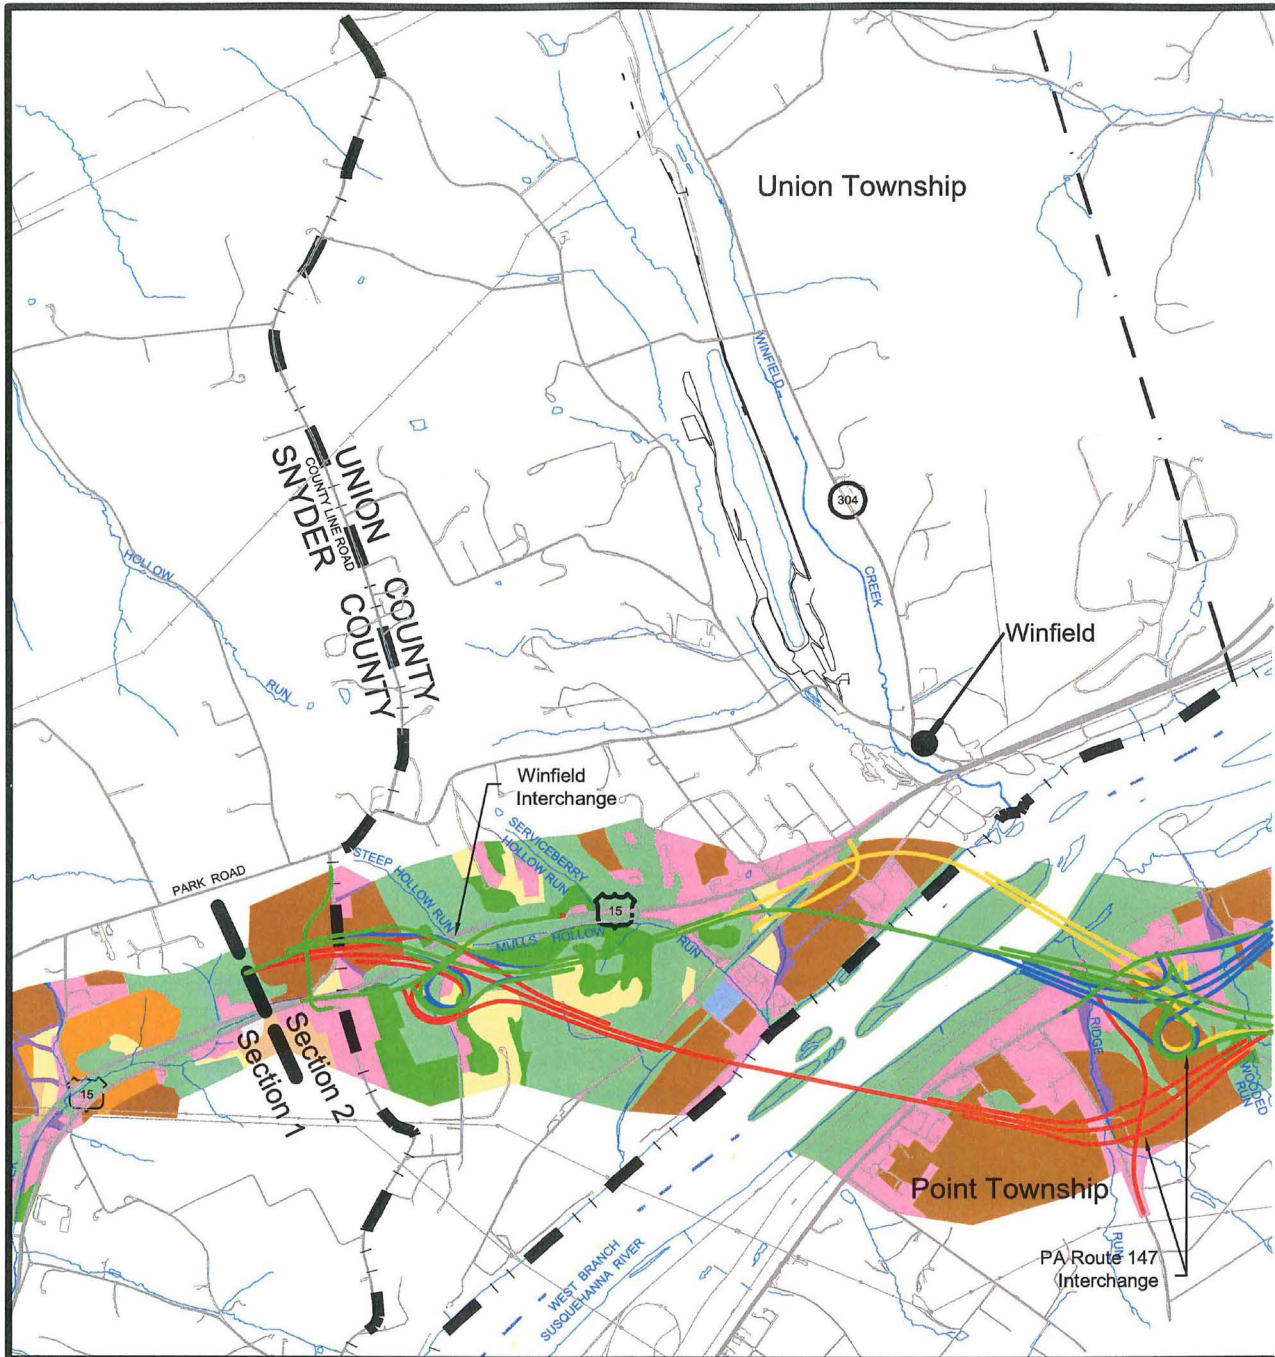 Union Township
WINFIELD
304
UNION
COUNTY LINE ROAD
SNYDER
HOLLOW
CREEK
COUNTY
COUNTY
Winfield
RUN
Winfield
Interchange
SERVICEBERRY
HOLLOW RUN
STEEP HOLLOW RUN
PARK ROAD
15
MULLS HOLLOW
RUN
Section 2
Section 1
15
RIDGE
WOODED
RUN
Point Township
RUN
PA Route 147
Interchange
WEST BRANCH
SUSQUEHANNA RIVER